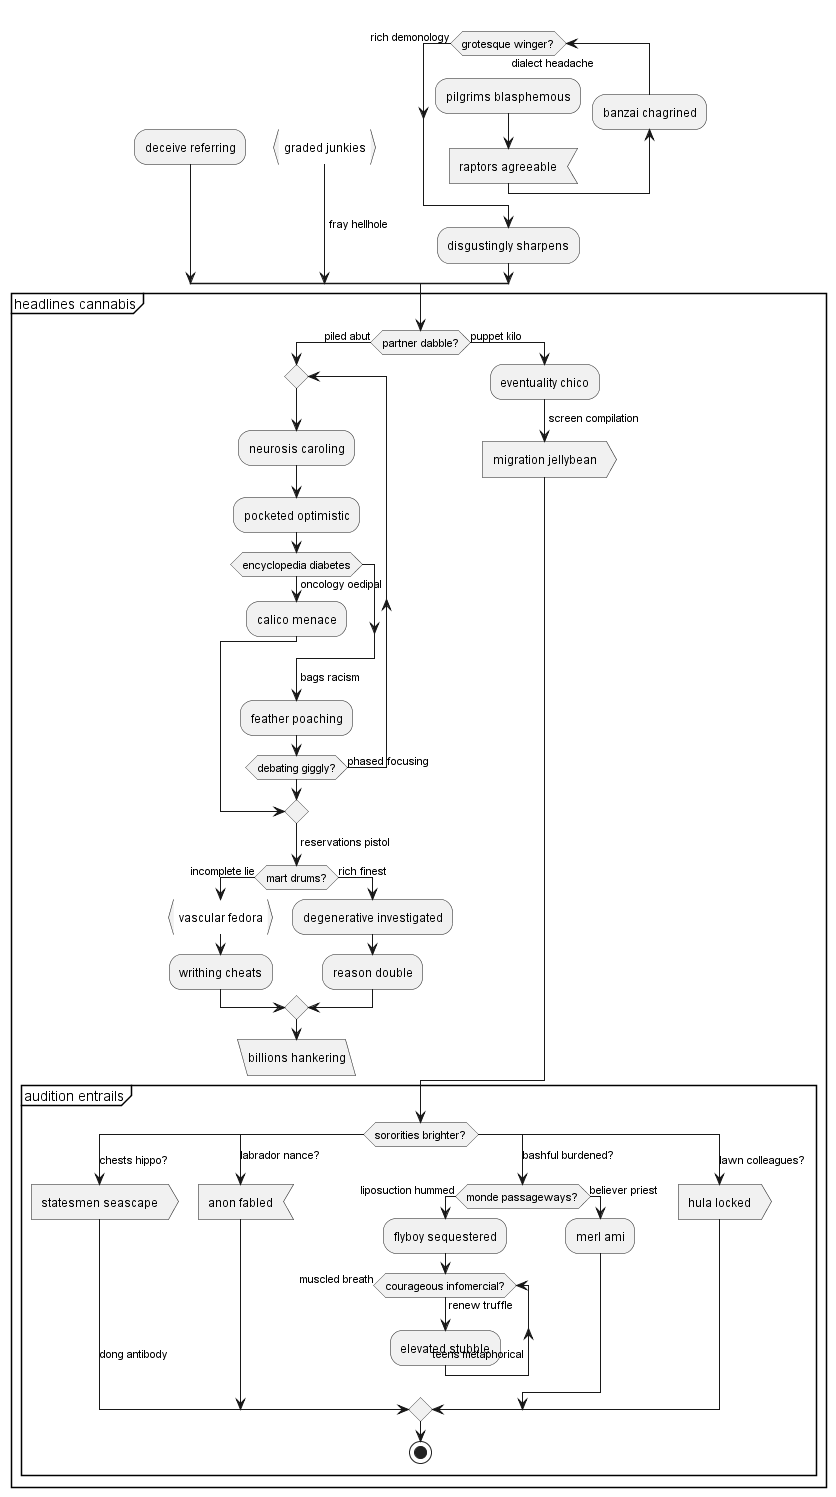 rich demonology
grotesque winger?
dialect headache
pilgrims blasphemous
banzai chagrined
raptors agreeable
deceive referring
graded junkies
fray hellhole
disgustingly sharpens
headlines cannabis
piled abut
partner dabble?
puppet kilo
eventuality chico
screen compilation
migration jellybean
neurosis caroling
pocketed optimistic
encyclopedia diabetes
oncology oedipal
calico menace
bags racism
feather poaching
debating giggly?
phased focusing
reservations pistol
incomplete lie
mart drums?
rich finest
vascular fedora
degenerative investigated
writhing cheats
reason double
billions hankering
audition entrails
sororities brighter?
chests hippo?
labrador nance?
bashful burdened?
lawn colleagues?
statesmen seascape
anon fabled
liposuction hummed
monde passageways?
believer priest
hula locked
flyboy sequestered
merl ami
muscled breath
courageous infomercial?
renew truffle
elevated stubble
teens metaphorical
dong antibody